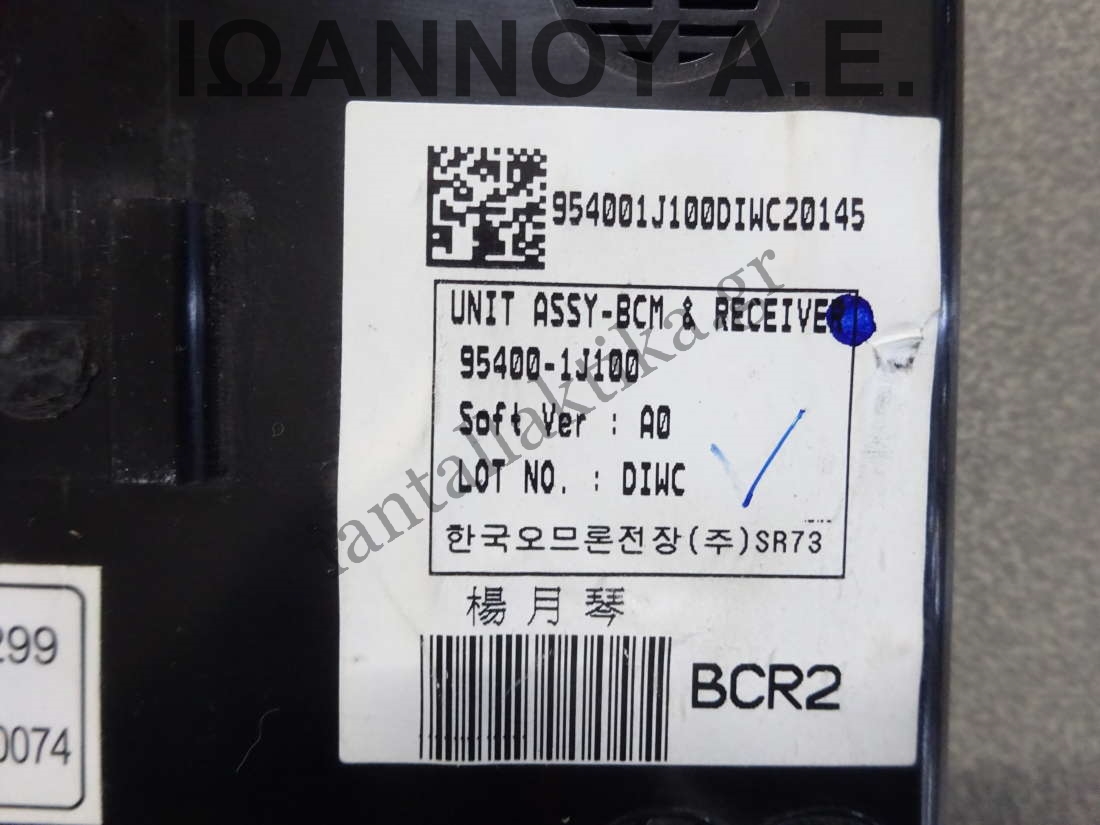 ΙΩΑΝΝΟΥ Α.Ε.
954001J100DIWC20145
UNIT ASSY-BCM & RECEIVER
95400-1J100
Soft Ver : A0
LOT NO. : DIWC
한국오므론전장(주)SR73
楊月琴
BCR2
299
0074
antallaktika.gr